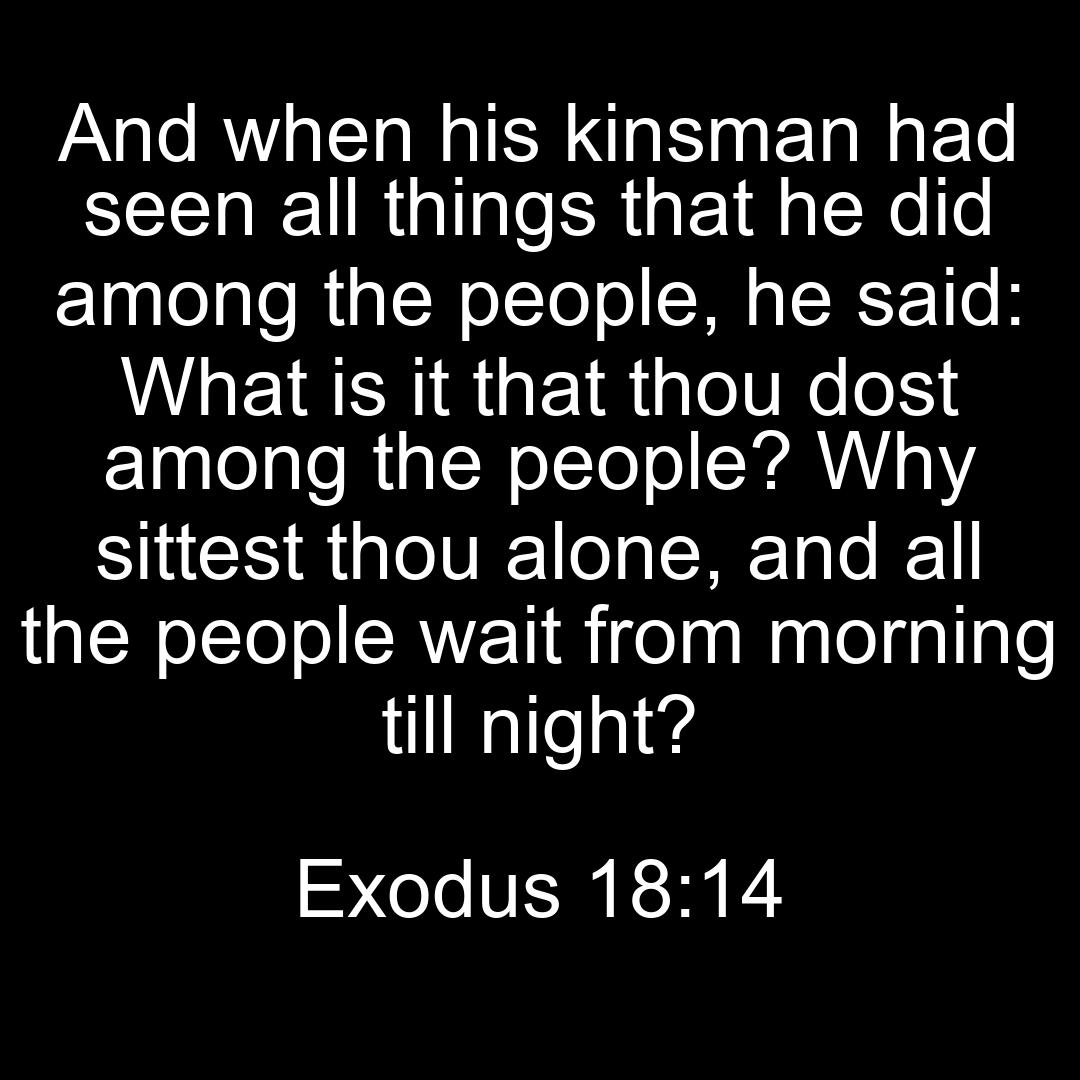 And when his kinsman had
seen all things that he did
among the people, he said:
What is it that thou dost
among the people? Why
sittest thou alone, and all
the people wait from morning
till night?
Exodus 18:14